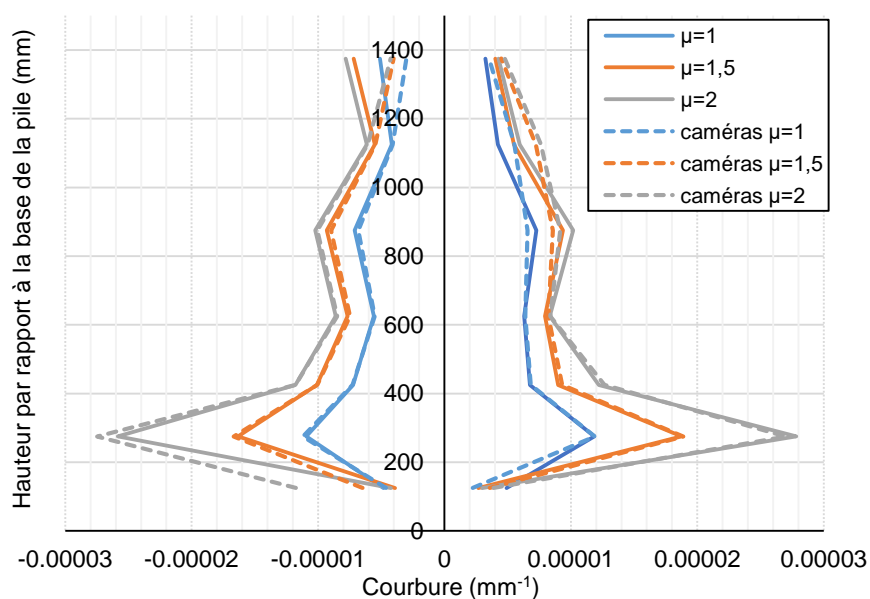 Hauteur par rapport à la base de la pile (mm)
1400
1200
1000
800
600
400
200
0
-0.00003
-0.00002
-0.00001
0
0.00001
0.00002
0.00003
Courbure (mm⁻¹)
µ=1
µ=1,5
µ=2
caméras µ=1
caméras µ=1,5
caméras µ=2